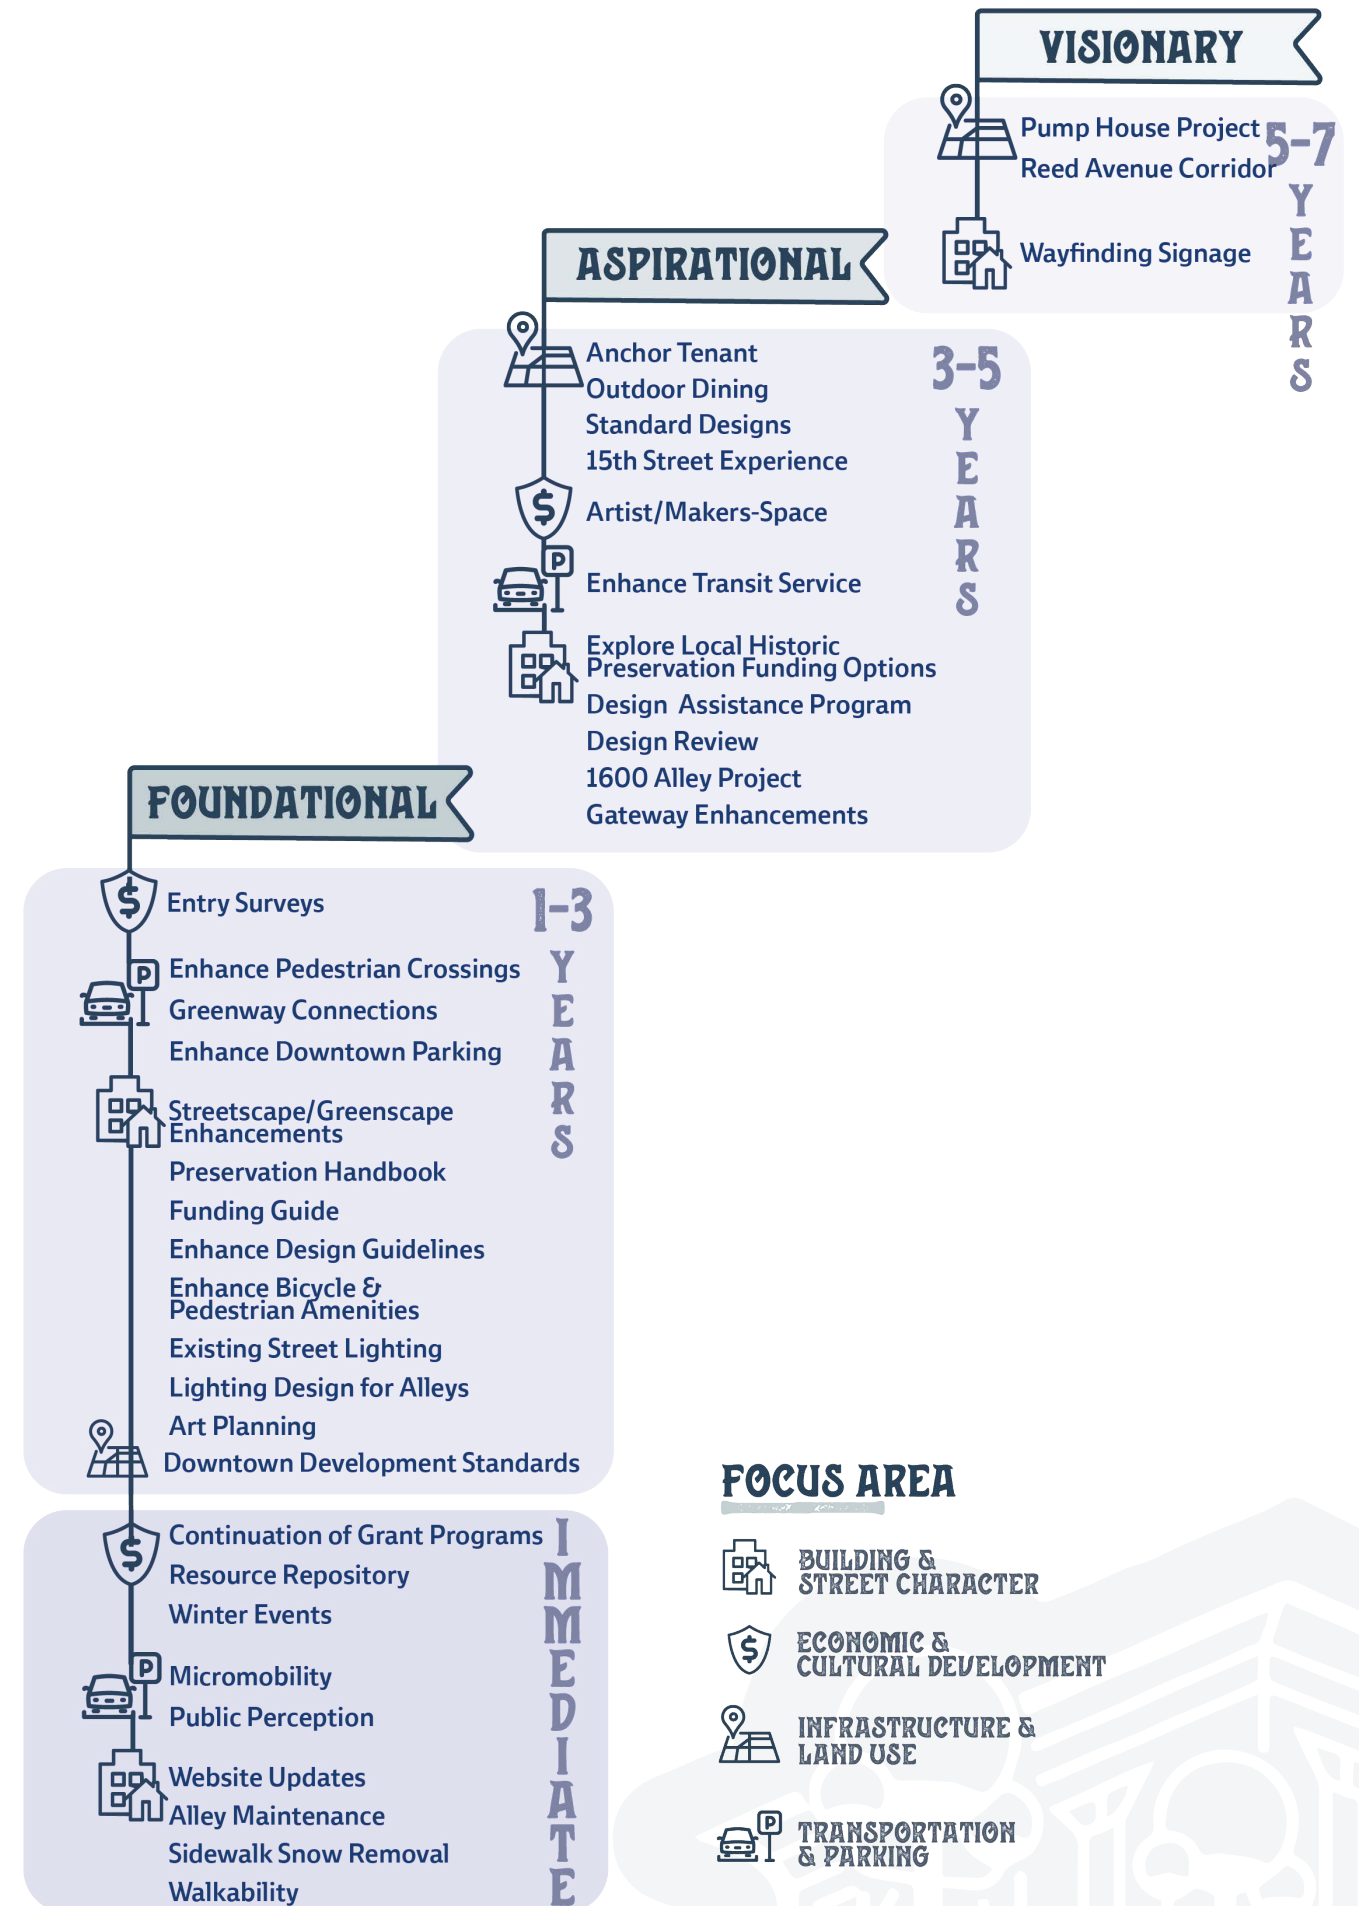 VISIONARY
Pump House Project
Reed Avenue Corridor
Wayfinding Signage
5-7
YEARS
ASPIRATIONAL
Anchor Tenant
Outdoor Dining
Standard Designs
15th Street Experience
Artist/Makers-Space
P
Enhance Transit Service
Explore Local Historic
Preservation Funding Options
Design Assistance Program
Design Review
1600 Alley Project
Gateway Enhancements
3-5
YEARS
FOUNDATIONAL
$
Entry Surveys
P
Enhance Pedestrian Crossings
Greenway Connections
Enhance Downtown Parking
Streetscape/Greenscape
Enhancements
Preservation Handbook
Funding Guide
Enhance Design Guidelines
Enhance Bicycle &
Pedestrian Amenities
Existing Street Lighting
Lighting Design for Alleys
Art Planning
Downtown Development Standards
1-3
YEARS
$
Continuation of Grant Programs
Resource Repository
Winter Events
P
Micromobility
Public Perception
Website Updates
Alley Maintenance
Sidewalk Snow Removal
Walkability
IMMEDIATE
FOCUS AREA
BUILDING &
STREET CHARACTER
$
ECONOMIC &
CULTURAL DEVELOPMENT
INFRASTRUCTURE &
LAND USE
P
TRANSPORTATION
& PARKING